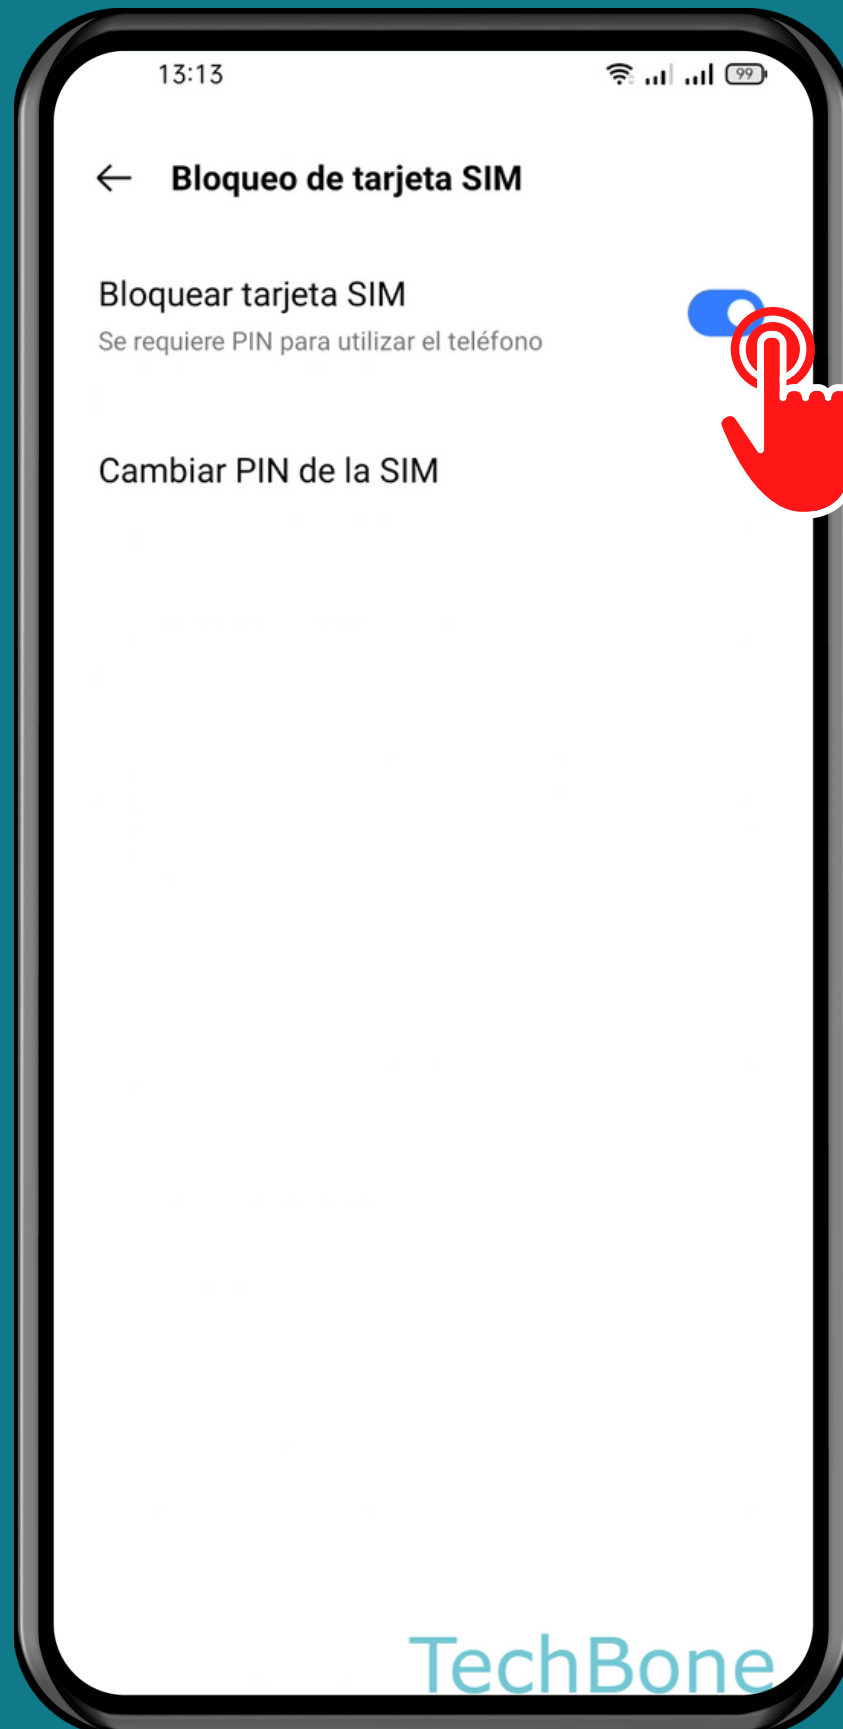 13:13
99
Bloqueo de tarjeta SIM
Bloquear tarjeta SIM
Se requiere PIN para utilizar el teléfono
Cambiar PIN de la SIM
TechBone